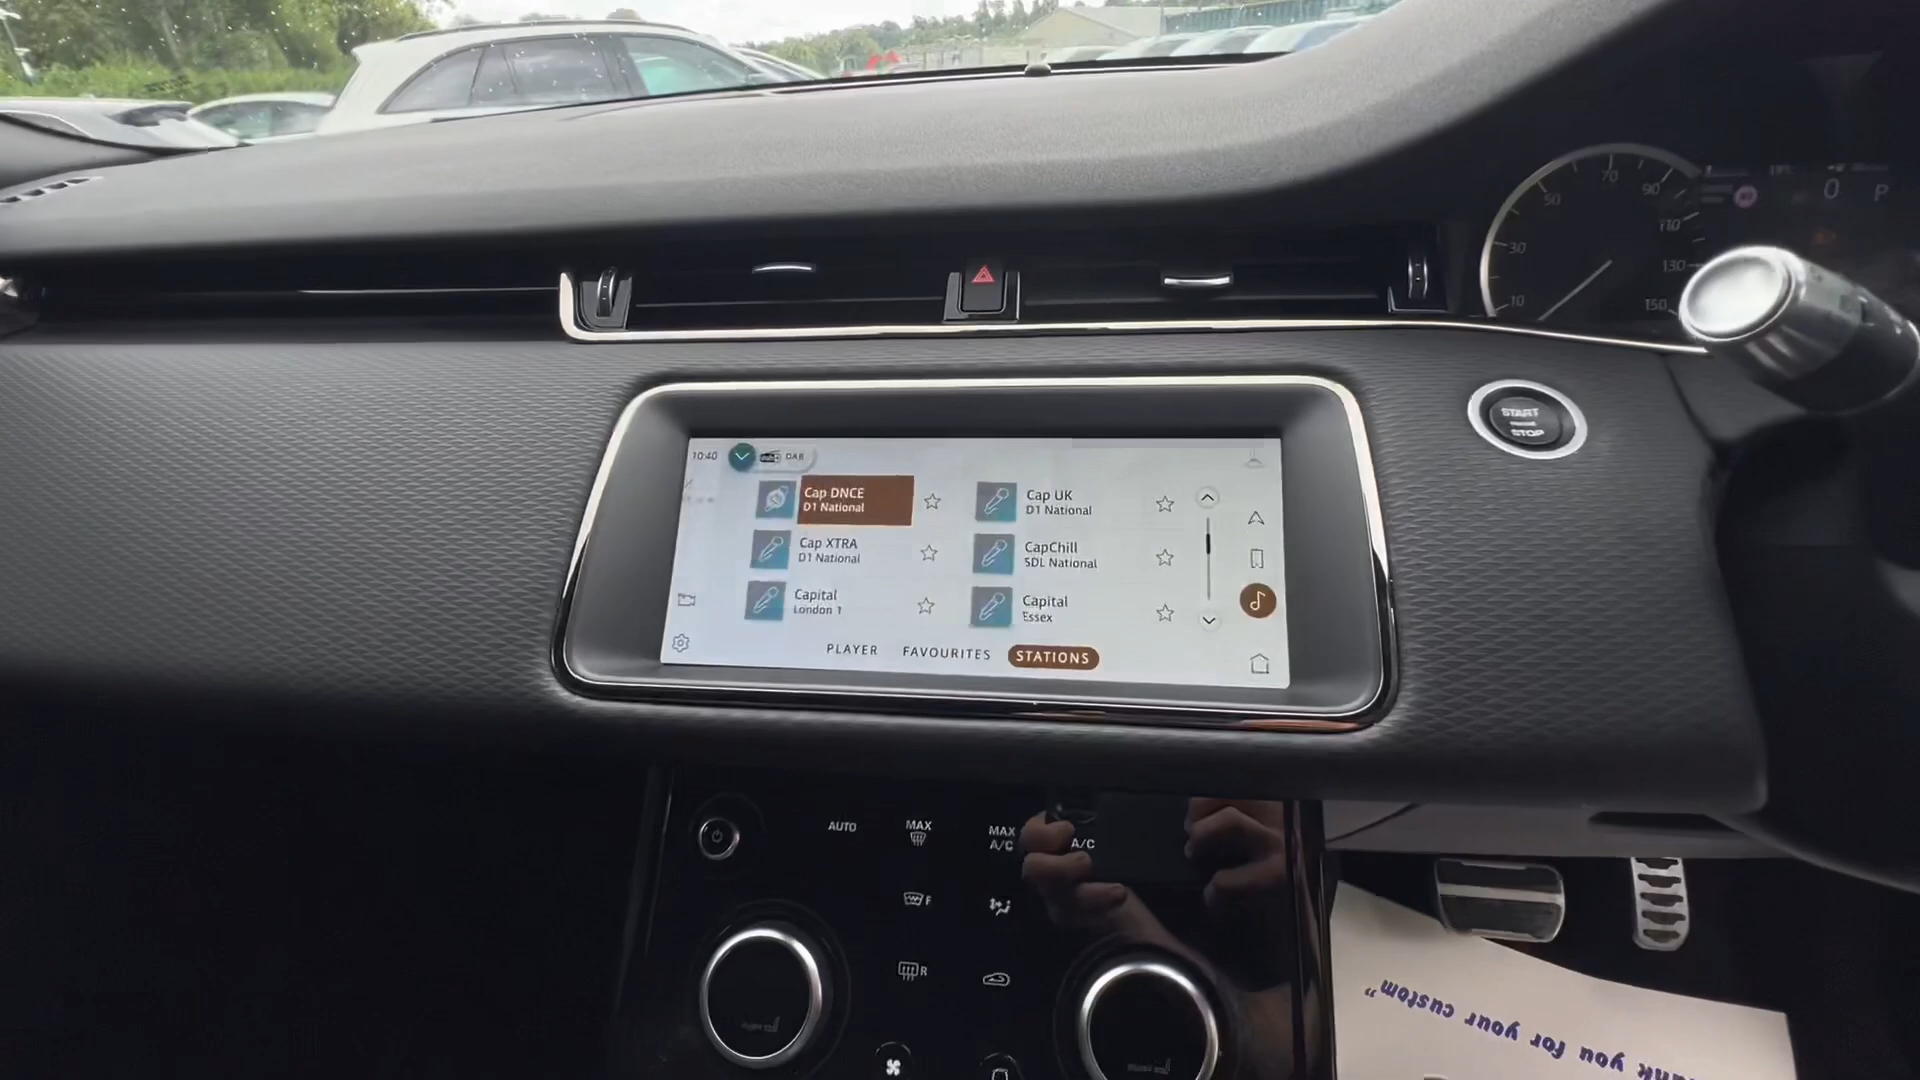 70
50
90
30
110
130
10
150
0 P
START
STOP
10:40 DAB
Cap DNCE
D1 National
Cap UK
D1 National
Cap XTRA
D1 National
CapChill
SDL National
Capital
London 1
Capital
Essex
PLAYER FAVOURITES STATIONS
AUTO
MAX
MAX
A/C
A/C
F
R
you for your custom”